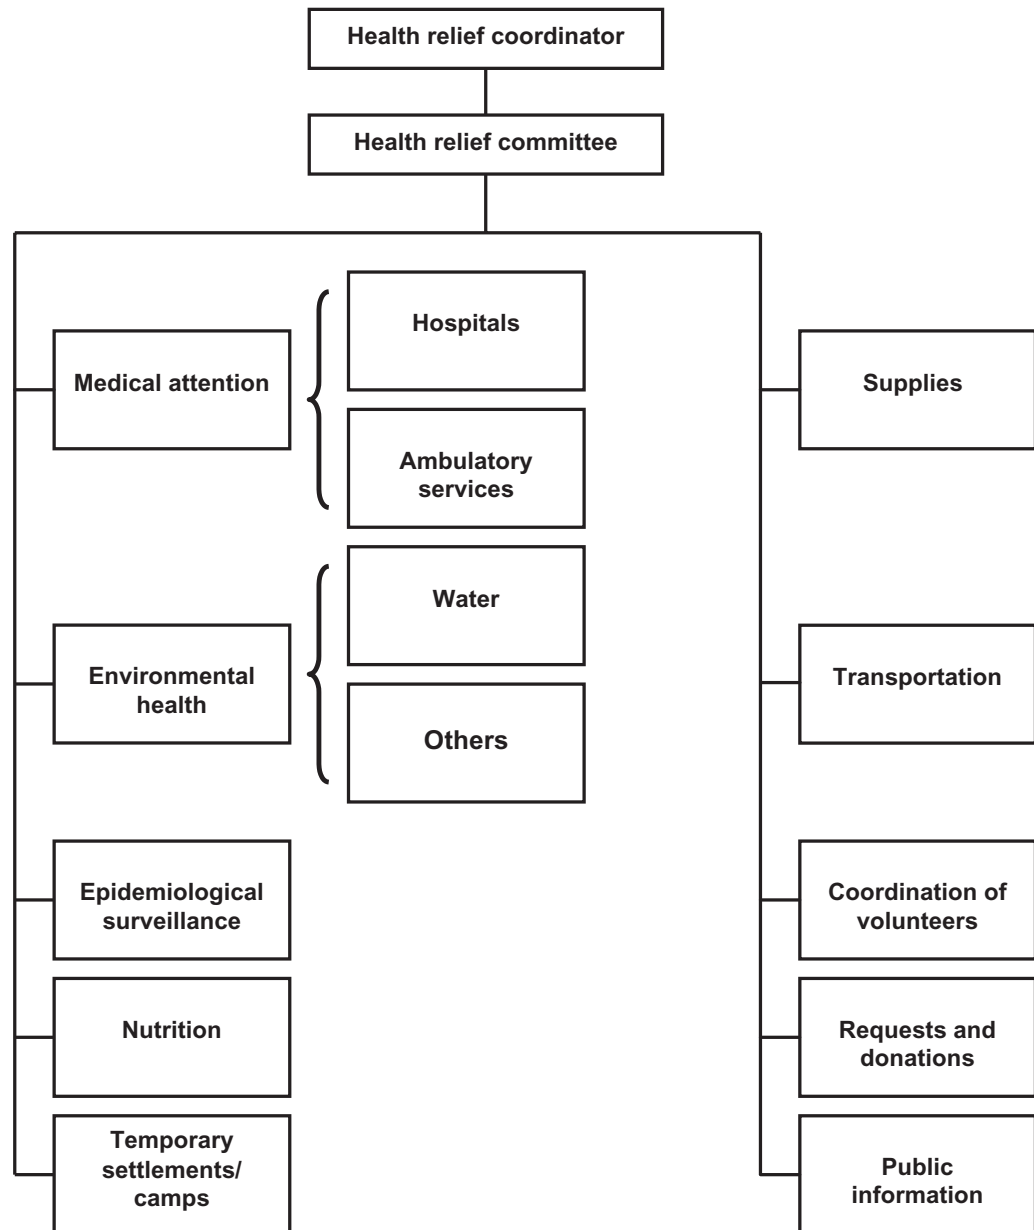 Health relief coordinator
Health relief committee
Hospitals
Medical attention
Supplies
Ambulatory
services
Water
Environmental
health
Transportation
Others
Epidemiological
surveillance
Coordination of
volunteers
Nutrition
Requests and
donations
Temporary
settlements/
camps
Public
information